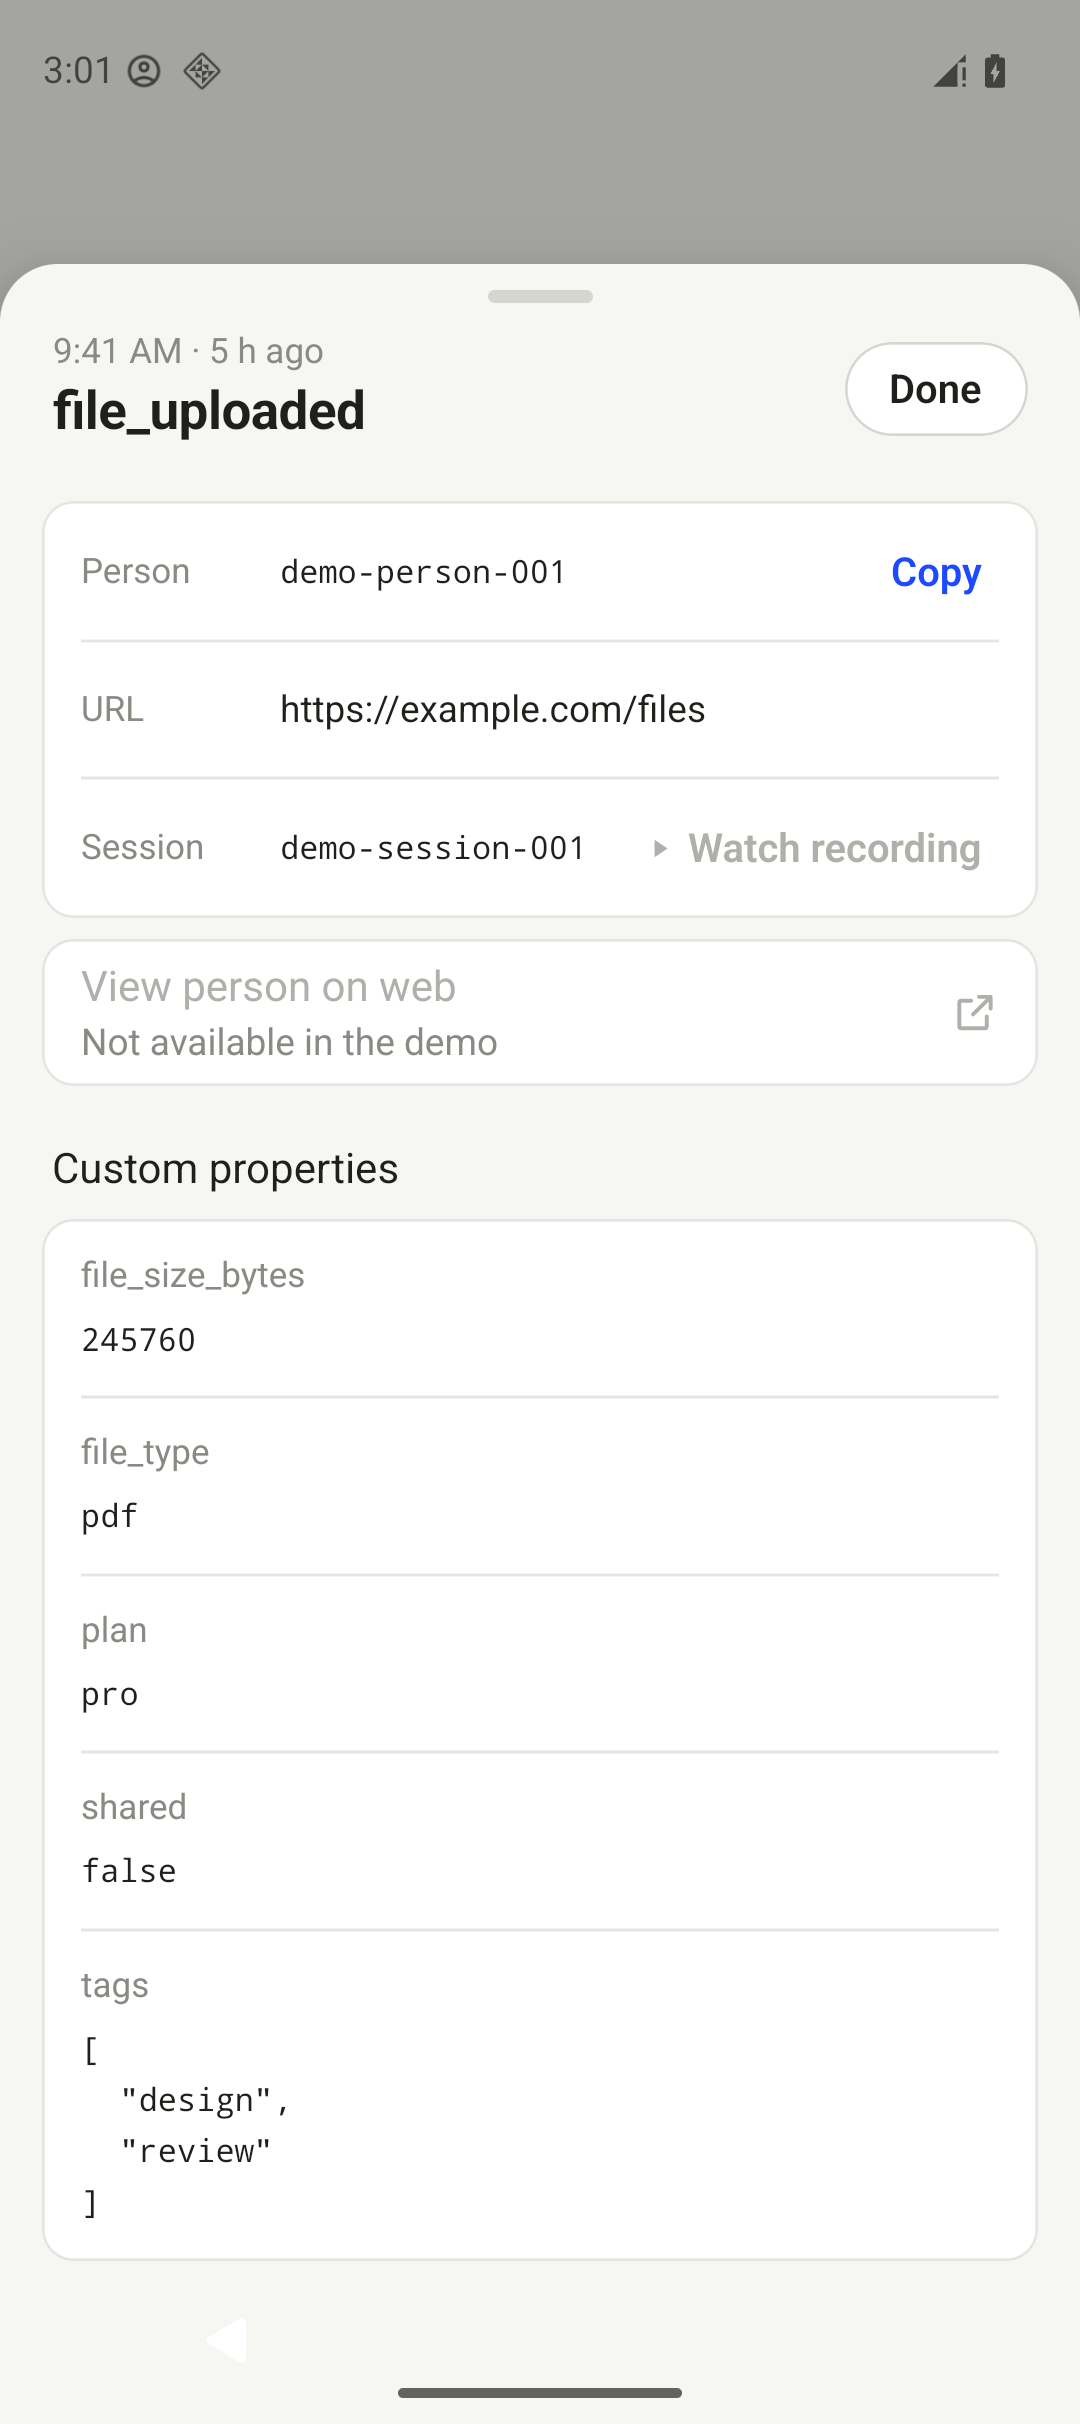 3:01
9:41 AM · 5 h ago
file_uploaded
Done
Person demo-person-001 Copy
URL https://example.com/files
Session demo-session-001 Watch recording
View person on web
Not available in the demo
Custom properties
file_size_bytes
245760
file_type
pdf
plan
pro
shared
false
tags
[
"design",
"review"
]